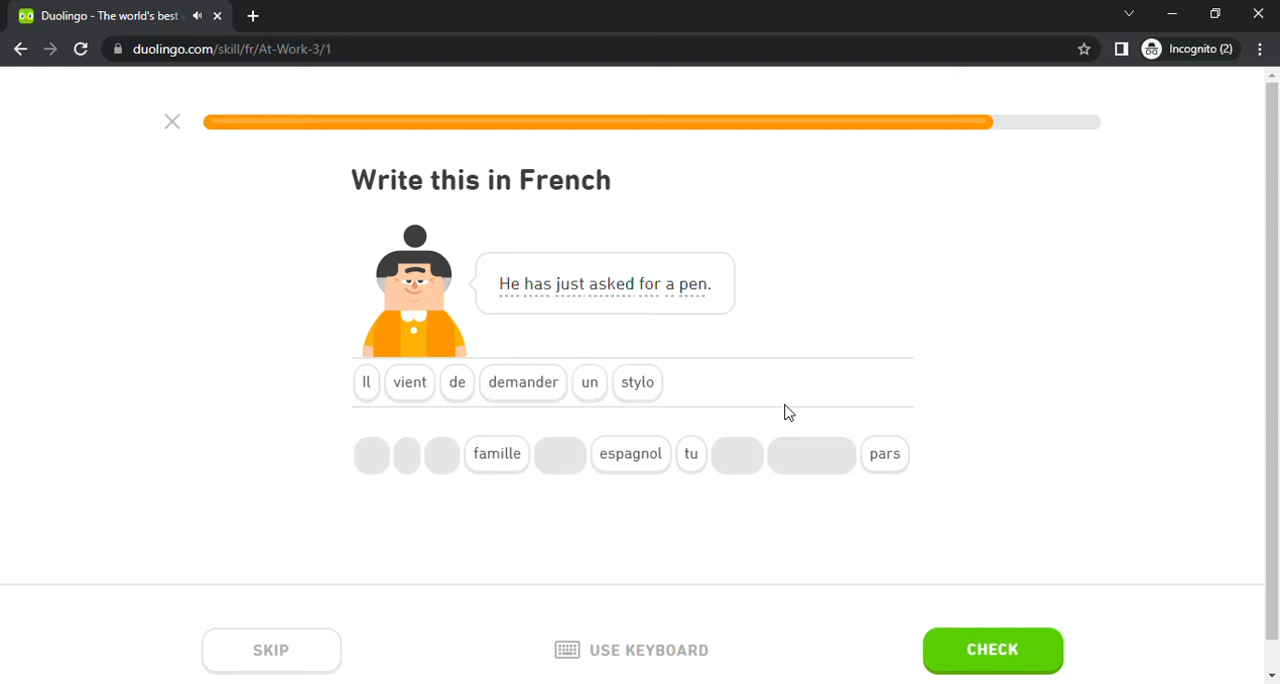 Duolingo - The world's best
duolingo.com/skill/fr/At-Work-3/1
Incognito (2)
Write this in French
He has just asked for a pen.
Il vient de demander un stylo
famille espagnol tu pars
SKIP
USE KEYBOARD
CHECK